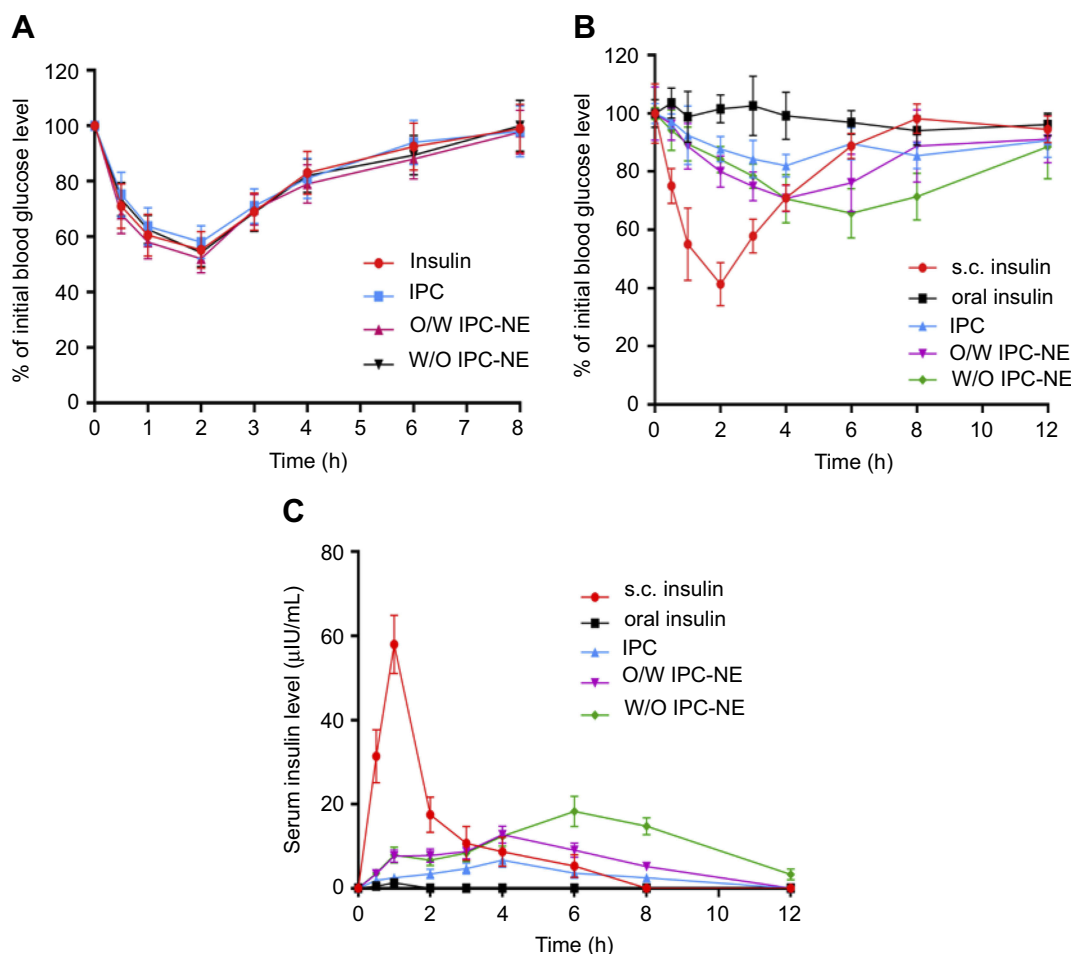 A
120
100
80
60
40
20
0
% of initial blood glucose level
0 1 2 3 4 5 6 7 8
Time (h)
Insulin
IPC
O/W IPC-NE
W/O IPC-NE
B
120
100
80
60
40
20
0
% of initial blood glucose level
0 2 4 6 8 10 12
Time (h)
s.c. insulin
oral insulin
IPC
O/W IPC-NE
W/O IPC-NE
C
80
60
40
20
0
Serum insulin level (μIU/mL)
0 2 4 6 8 10 12
Time (h)
s.c. insulin
oral insulin
IPC
O/W IPC-NE
W/O IPC-NE